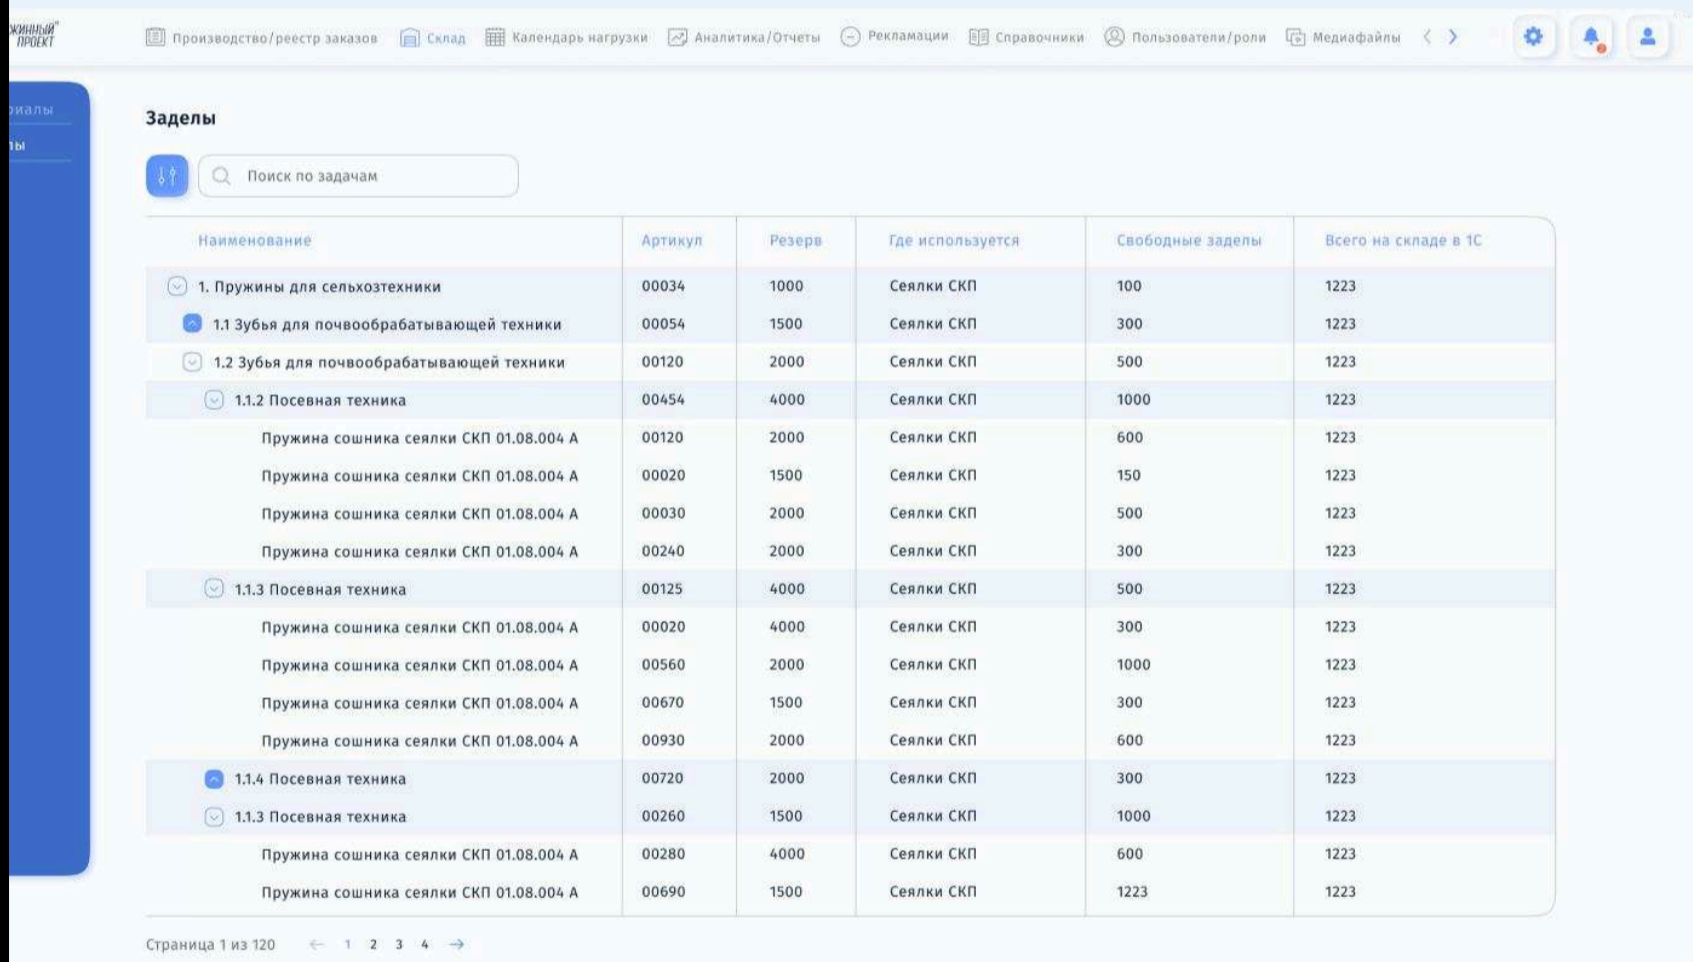 ПРОЕКТ
Производство/реестр заказов Склад Календарь нагрузки Аналитика/Отчеты Рекламации Справочники Пользователи/роли Медиафайлы
Заделы
Поиск по задачам
Наименование Артикул Резерв Где используется Свободные заделы Всего на складе в 1С
1. Пружины для сельхозтехники 00034 1000 Сеялки СКП 100 1223
1.1 Зубья для почвообрабатывающей техники 00054 1500 Сеялки СКП 300 1223
1.2 Зубья для почвообрабатывающей техники 00120 2000 Сеялки СКП 500 1223
1.1.2 Посевная техника 00454 4000 Сеялки СКП 1000 1223
Пружина сошника сеялки СКП 01.08.004 А 00120 2000 Сеялки СКП 600 1223
Пружина сошника сеялки СКП 01.08.004 А 00020 1500 Сеялки СКП 150 1223
Пружина сошника сеялки СКП 01.08.004 А 00030 2000 Сеялки СКП 500 1223
Пружина сошника сеялки СКП 01.08.004 А 00240 2000 Сеялки СКП 300 1223
1.1.3 Посевная техника 00125 4000 Сеялки СКП 500 1223
Пружина сошника сеялки СКП 01.08.004 А 00020 4000 Сеялки СКП 300 1223
Пружина сошника сеялки СКП 01.08.004 А 00560 2000 Сеялки СКП 1000 1223
Пружина сошника сеялки СКП 01.08.004 А 00670 1500 Сеялки СКП 300 1223
Пружина сошника сеялки СКП 01.08.004 А 00930 2000 Сеялки СКП 600 1223
1.1.4 Посевная техника 00720 2000 Сеялки СКП 300 1223
1.1.3 Посевная техника 00260 1500 Сеялки СКП 1000 1223
Пружина сошника сеялки СКП 01.08.004 А 00280 4000 Сеялки СКП 600 1223
Пружина сошника сеялки СКП 01.08.004 А 00690 1500 Сеялки СКП 1223 1223
Страница 1 из 120 ← 1 2 3 4 →